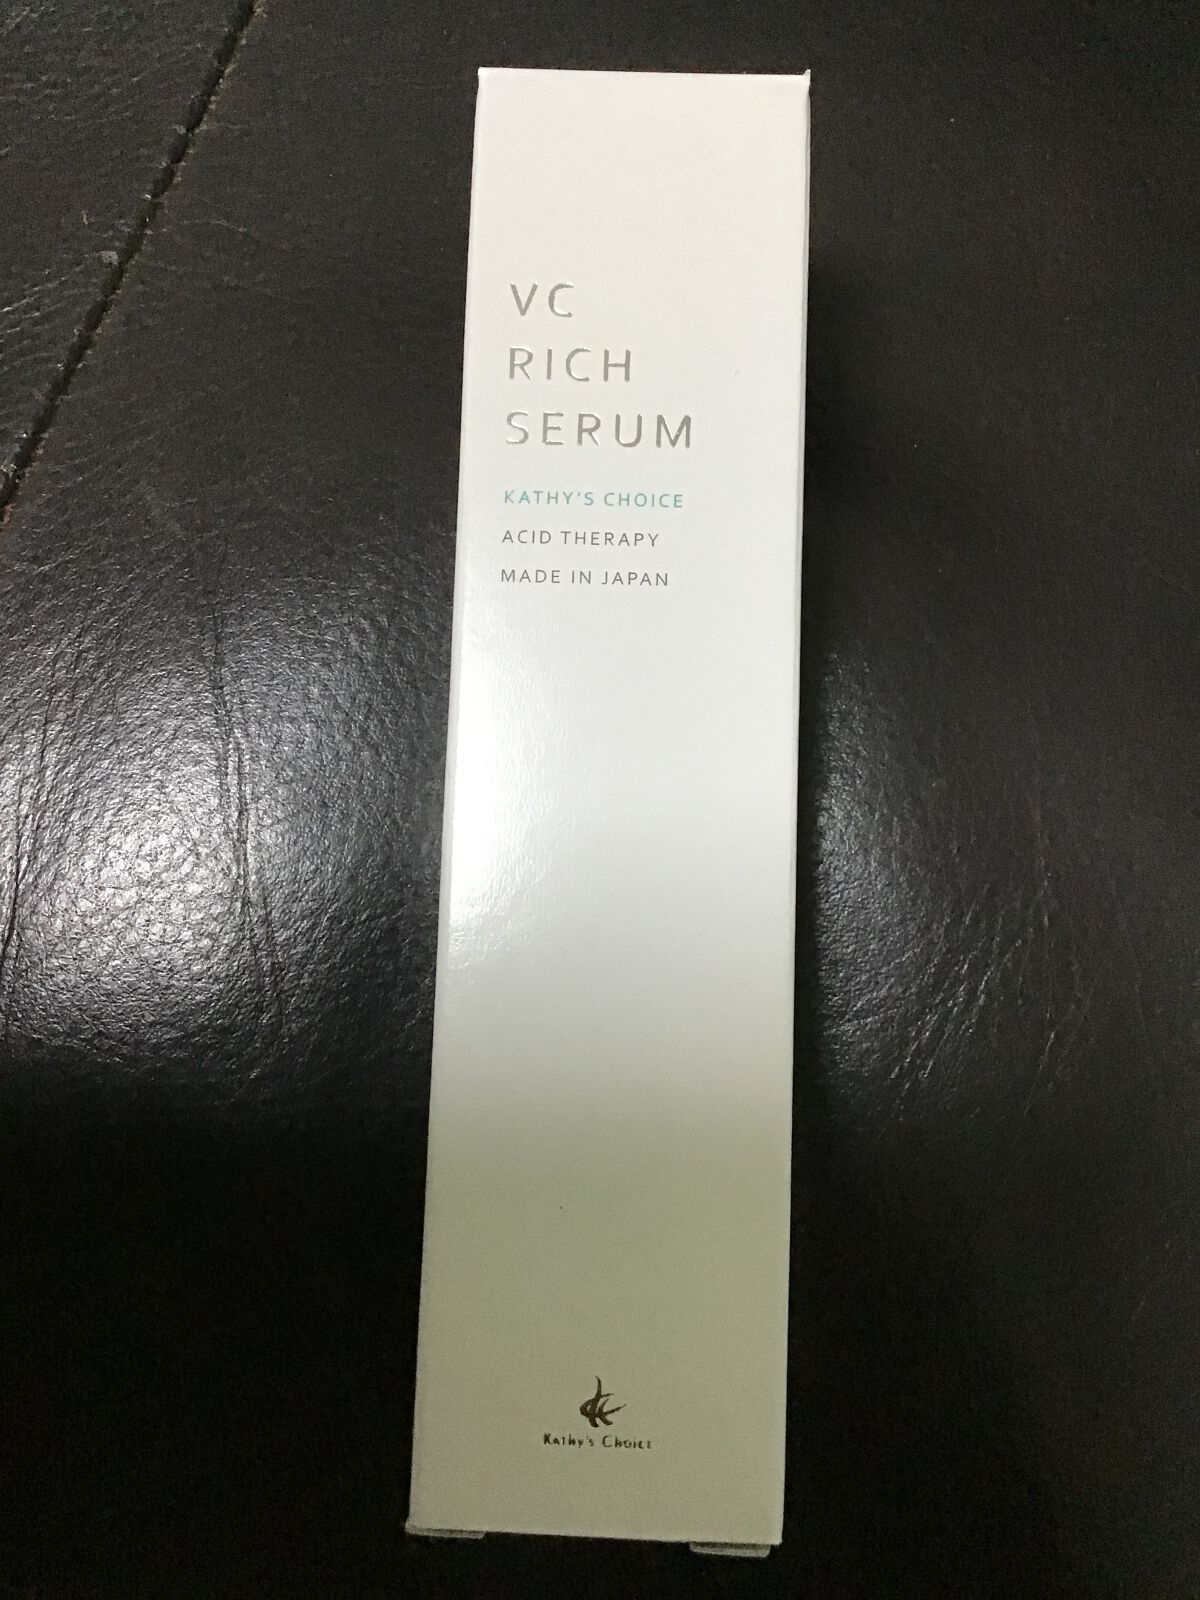 VC
RICH
SERUM
KATHY'S CHOICE
ACID THERAPY
MADE IN JAPAN
Kathy's Choice